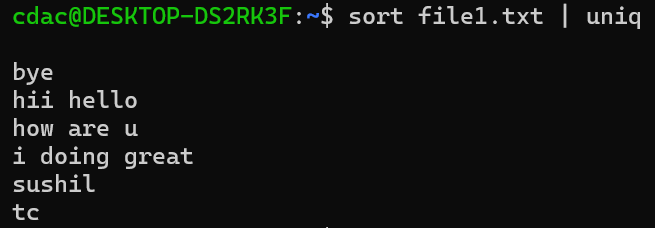 cdac@DESKTOP-DS2RK3F:~$ sort file1.txt | uniq

bye
hii hello
how are u
i doing great
sushil
tc